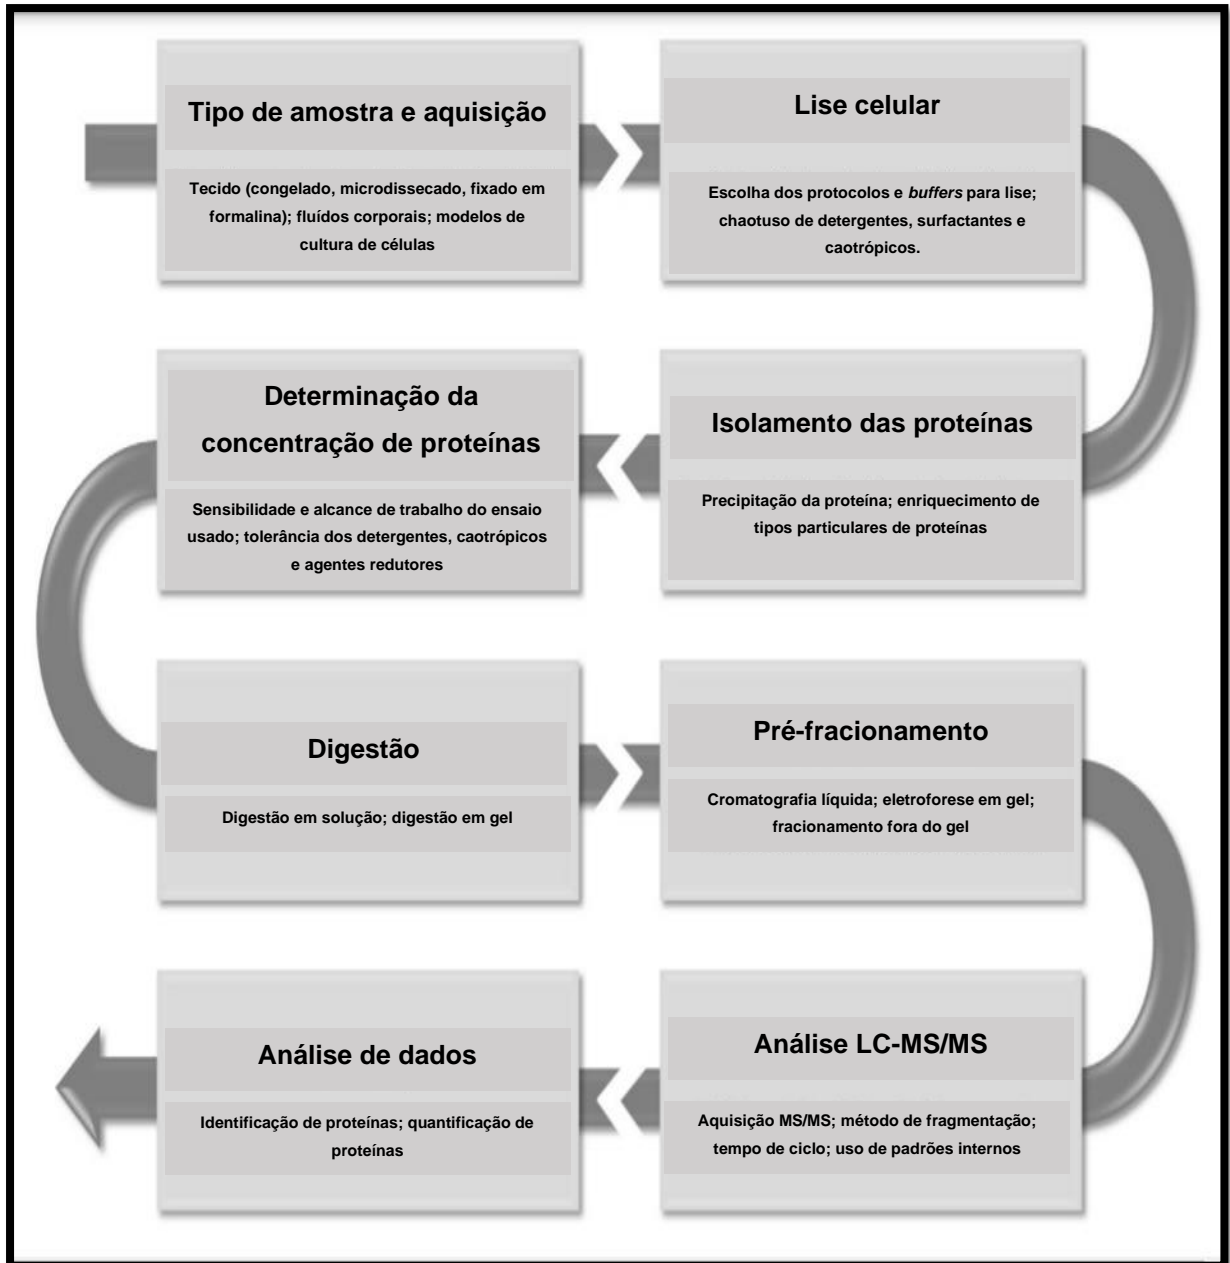 Tipo de amostra e aquisição
Tecido (congelado, microdissecado, fixado em
formalina); fluídos corporais; modelos de
cultura de células
Lise celular
Escolha dos protocolos e buffers para lise;
chaotuso de detergentes, surfactantes e
caotrópicos.
Isolamento das proteínas
Precipitação da proteína; enriquecimento de
tipos particulares de proteínas
Determinação da
concentração de proteínas
Sensibilidade e alcance de trabalho do ensaio
usado; tolerância dos detergentes, caotrópicos
e agentes redutores
Digestão
Digestão em solução; digestão em gel
Pré-fracionamento
Cromatografia líquida; eletroforese em gel;
fracionamento fora do gel
Análise LC-MS/MS
Aquisição MS/MS; método de fragmentação;
tempo de ciclo; uso de padrões internos
Análise de dados
Identificação de proteínas; quantificação de
proteínas